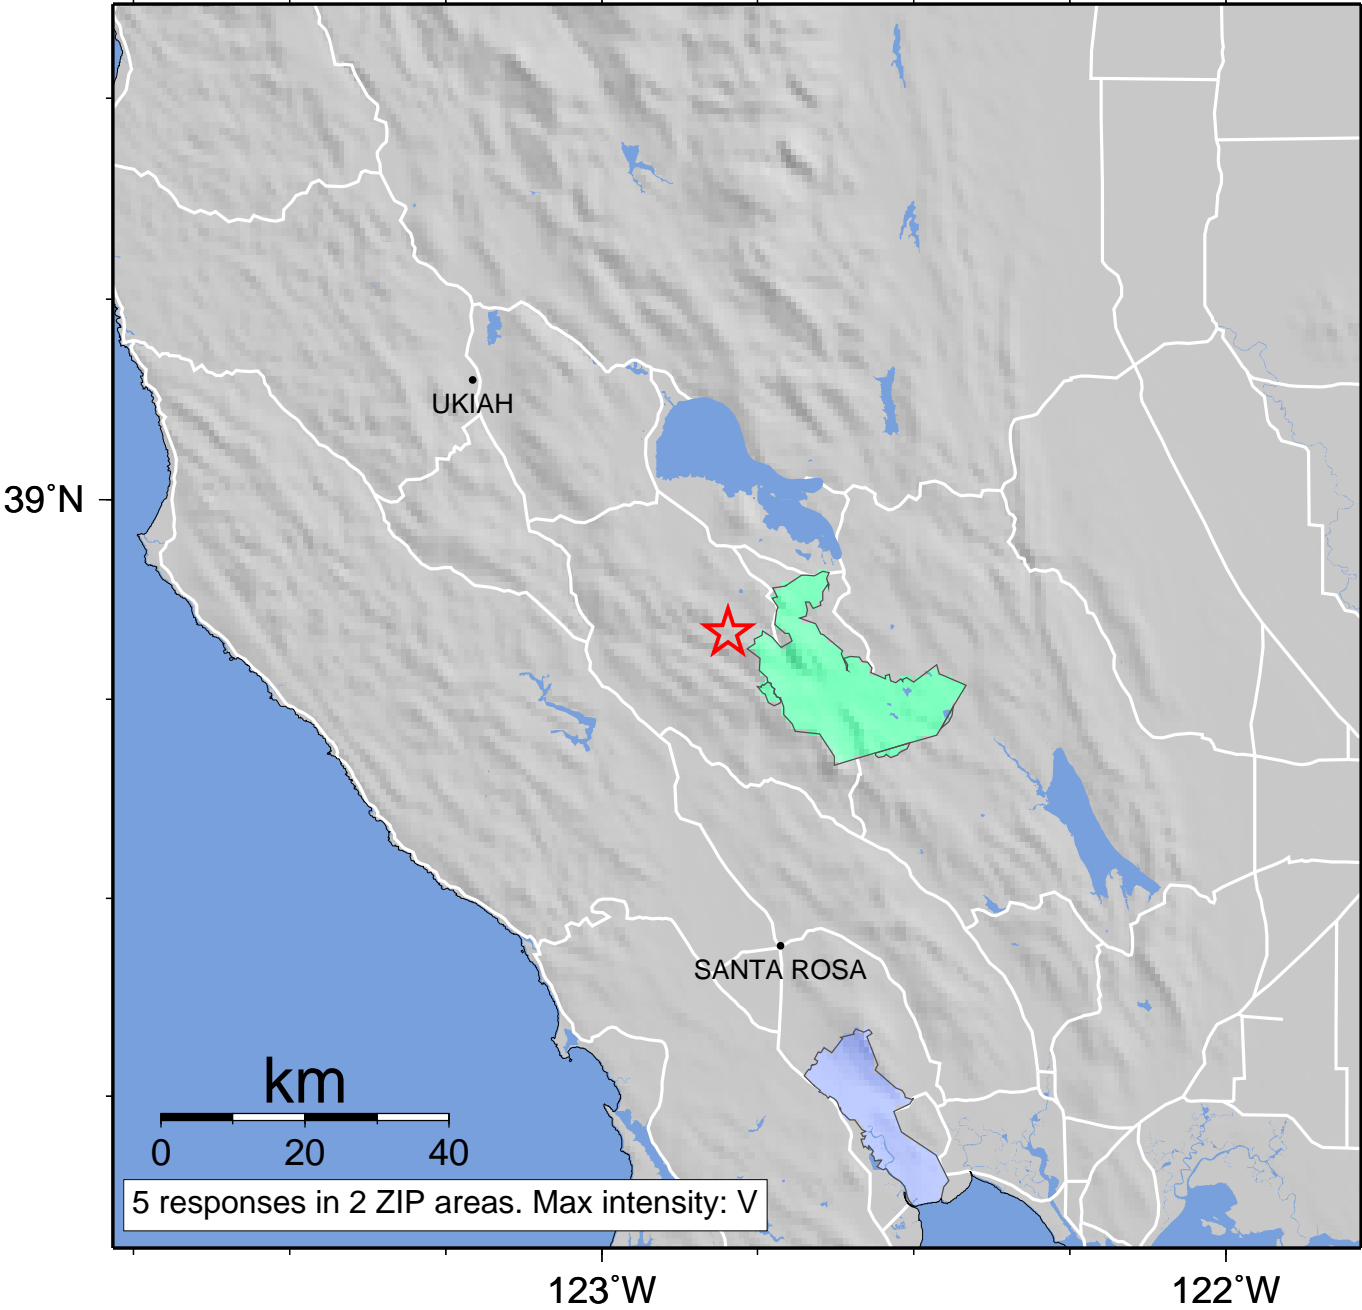 UKIAH
39°N
SANTA ROSA
km
0 20 40
5 responses in 2 ZIP areas. Max intensity: V
123°W 122°W